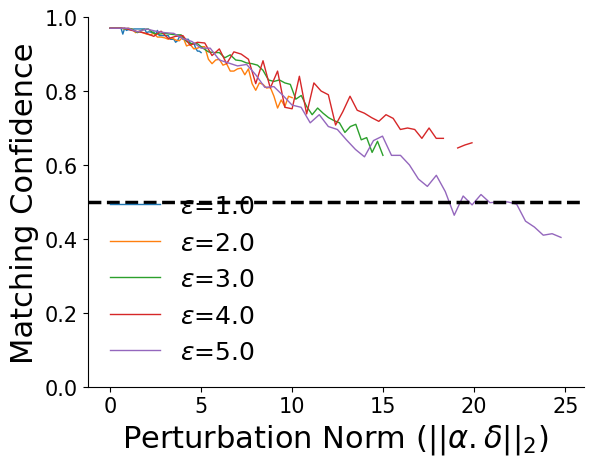 Matching Confidence
1.0
0.8
0.6
0.4
0.2
0.0
ε=1.0
ε=2.0
ε=3.0
ε=4.0
ε=5.0
0 5 10 15 20 25
Perturbation Norm (||α.δ||₂)